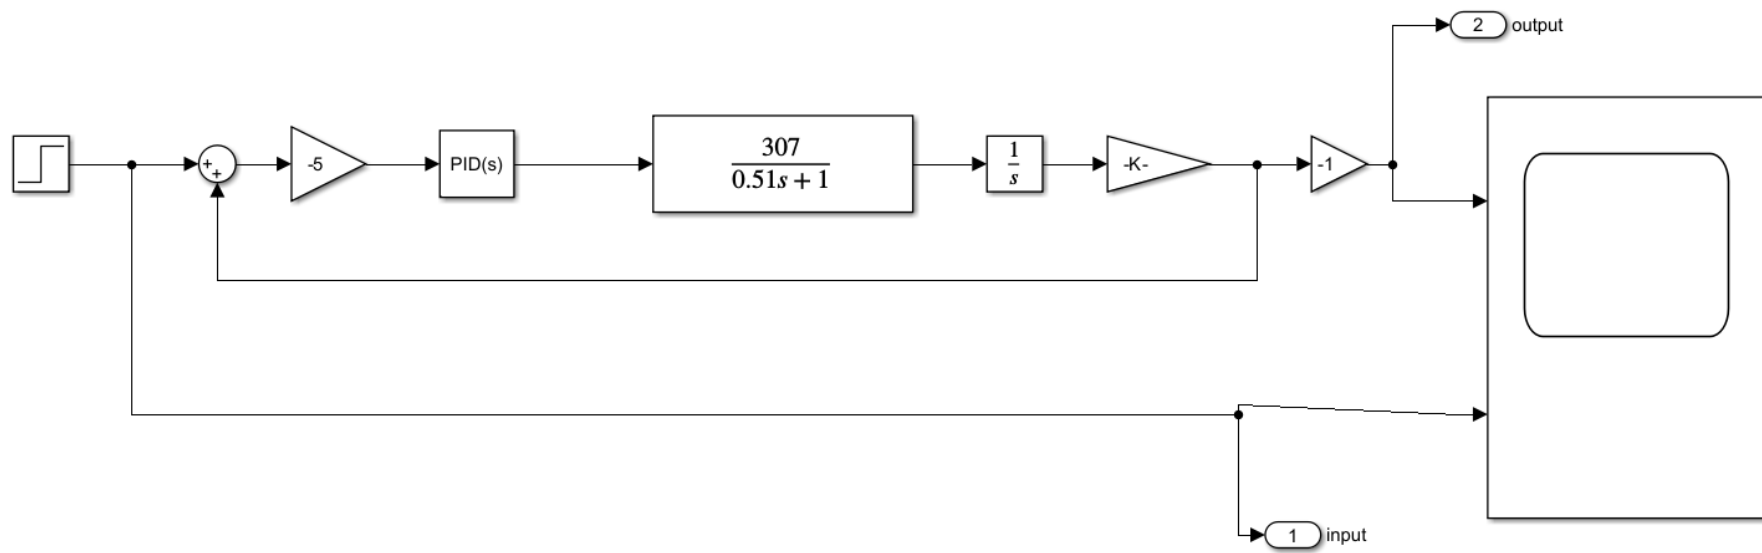 2 output
+
+
-5
PID(s)
307
0.51s + 1
1
s
-K-
-1
1 input